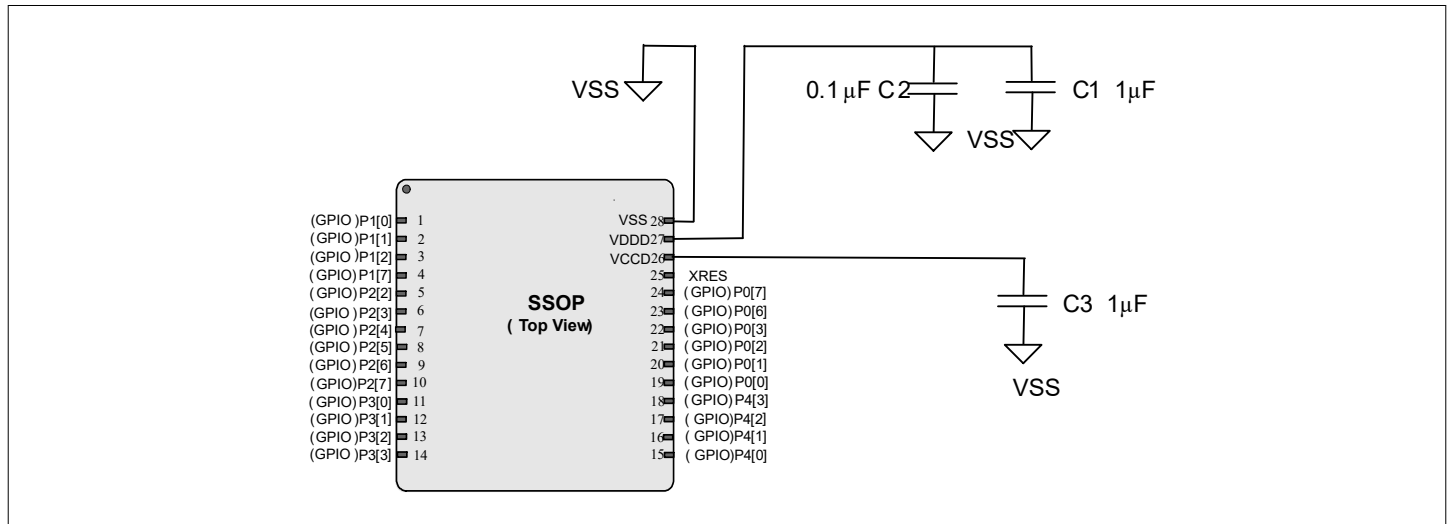 VSS
0.1 µF C2
C1 1µF
VSS
SSOP
( Top View)
(GPIO )P1[0] 1
(GPIO )P1[1] 2
(GPIO )P1[2] 3
(GPIO )P1[7] 4
(GPIO )P2[2] 5
(GPIO )P2[3] 6
(GPIO )P2[4] 7
(GPIO )P2[5] 8
(GPIO )P2[6] 9
(GPIO)P2[7] 10
(GPIO )P3[0] 11
(GPIO )P3[1] 12
(GPIO )P3[2] 13
(GPIO )P3[3] 14
VSS 28
VDDD27
VCCD26
25 XRES
24 (GPIO) P0[7]
23 (GPIO) P0[6]
22 (GPIO) P0[3]
21 (GPIO) P0[2]
20 (GPIO) P0[1]
19 (GPIO) P0[0]
18 (GPIO) P4[3]
17 ( GPIO)P4[2]
16 ( GPIO)P4[1]
15 ( GPIO)P4[0]
C3 1µF
VSS